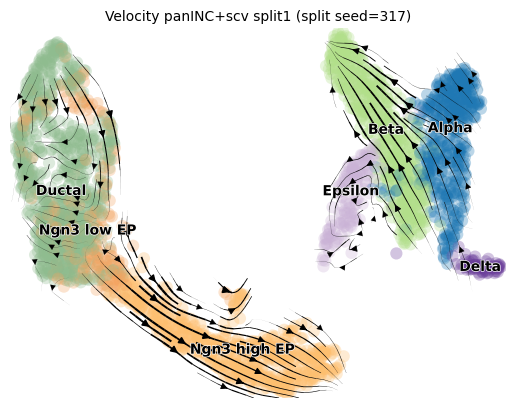 Velocity panINC+scv split1 (split seed=317)
Beta
Alpha
Ductal
Epsilon
Ngn3 low EP
Delta
Ngn3 high EP